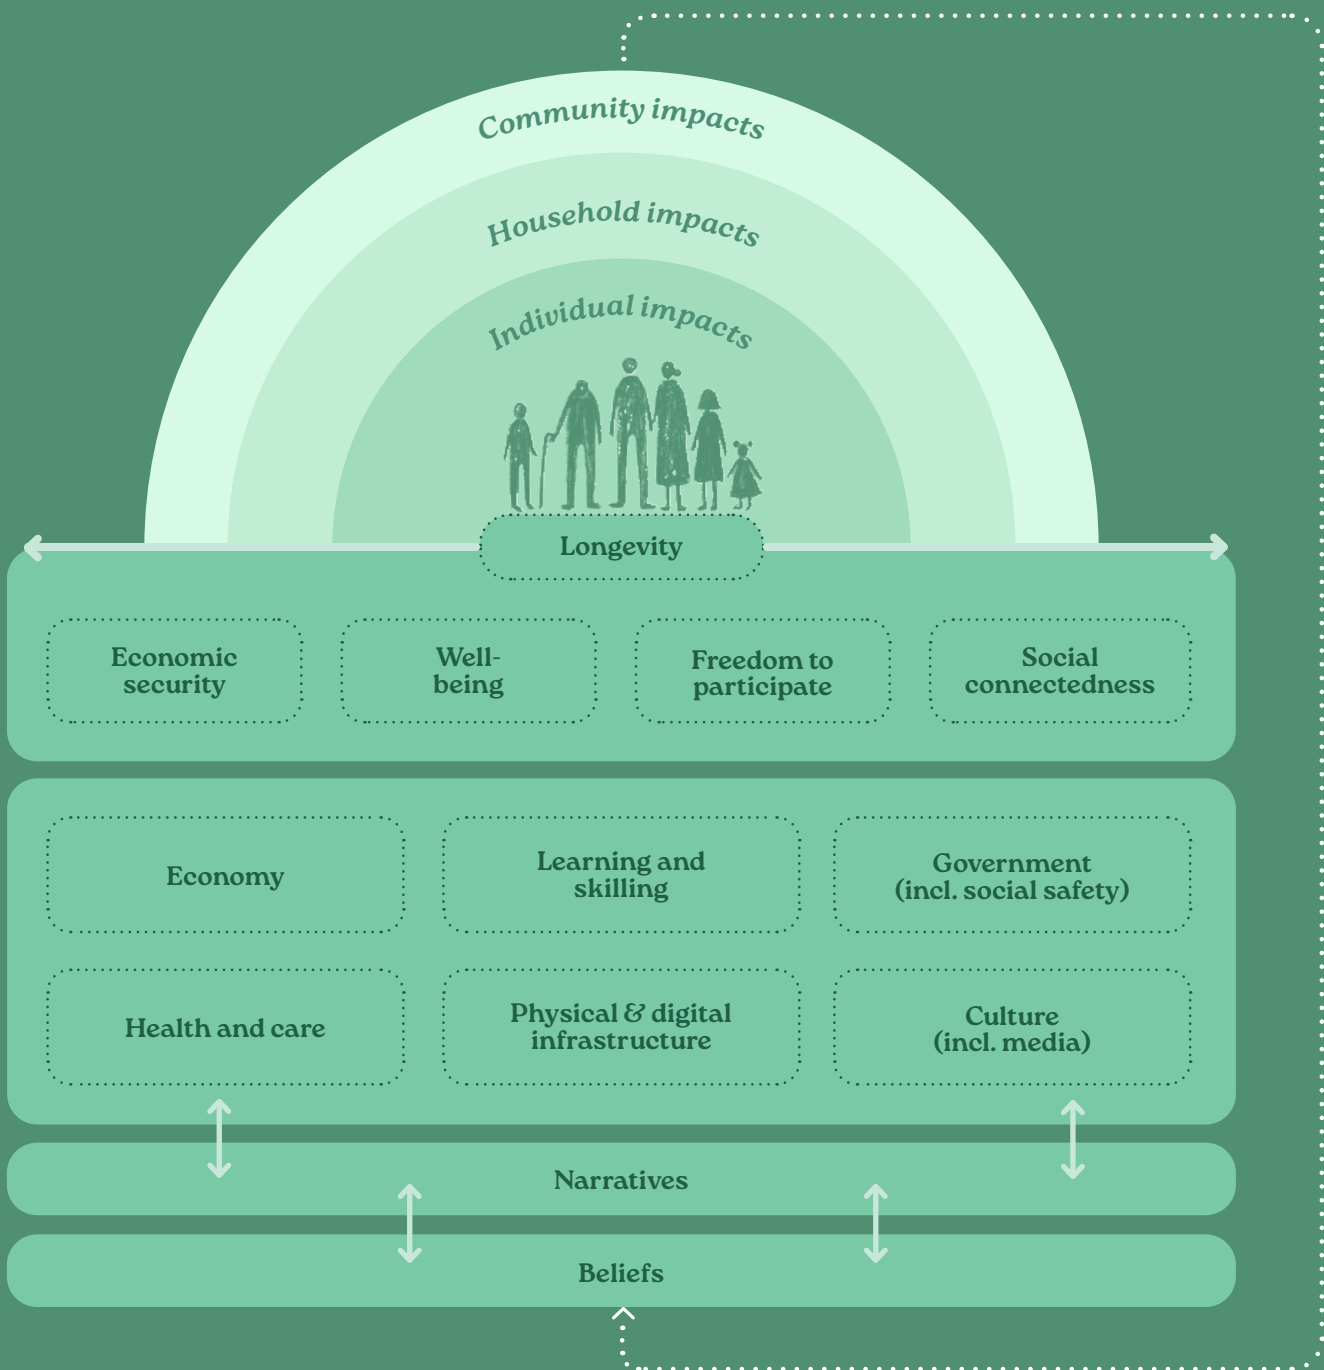 Community impacts
Household impacts
Individual impacts
Longevity
Economic
security
Well-
being
Freedom to
participate
Social
connectedness
Economy
Learning and
skilling
Government
(incl. social safety)
Health and care
Physical & digital
infrastructure
Culture
(incl. media)
Narratives
Beliefs